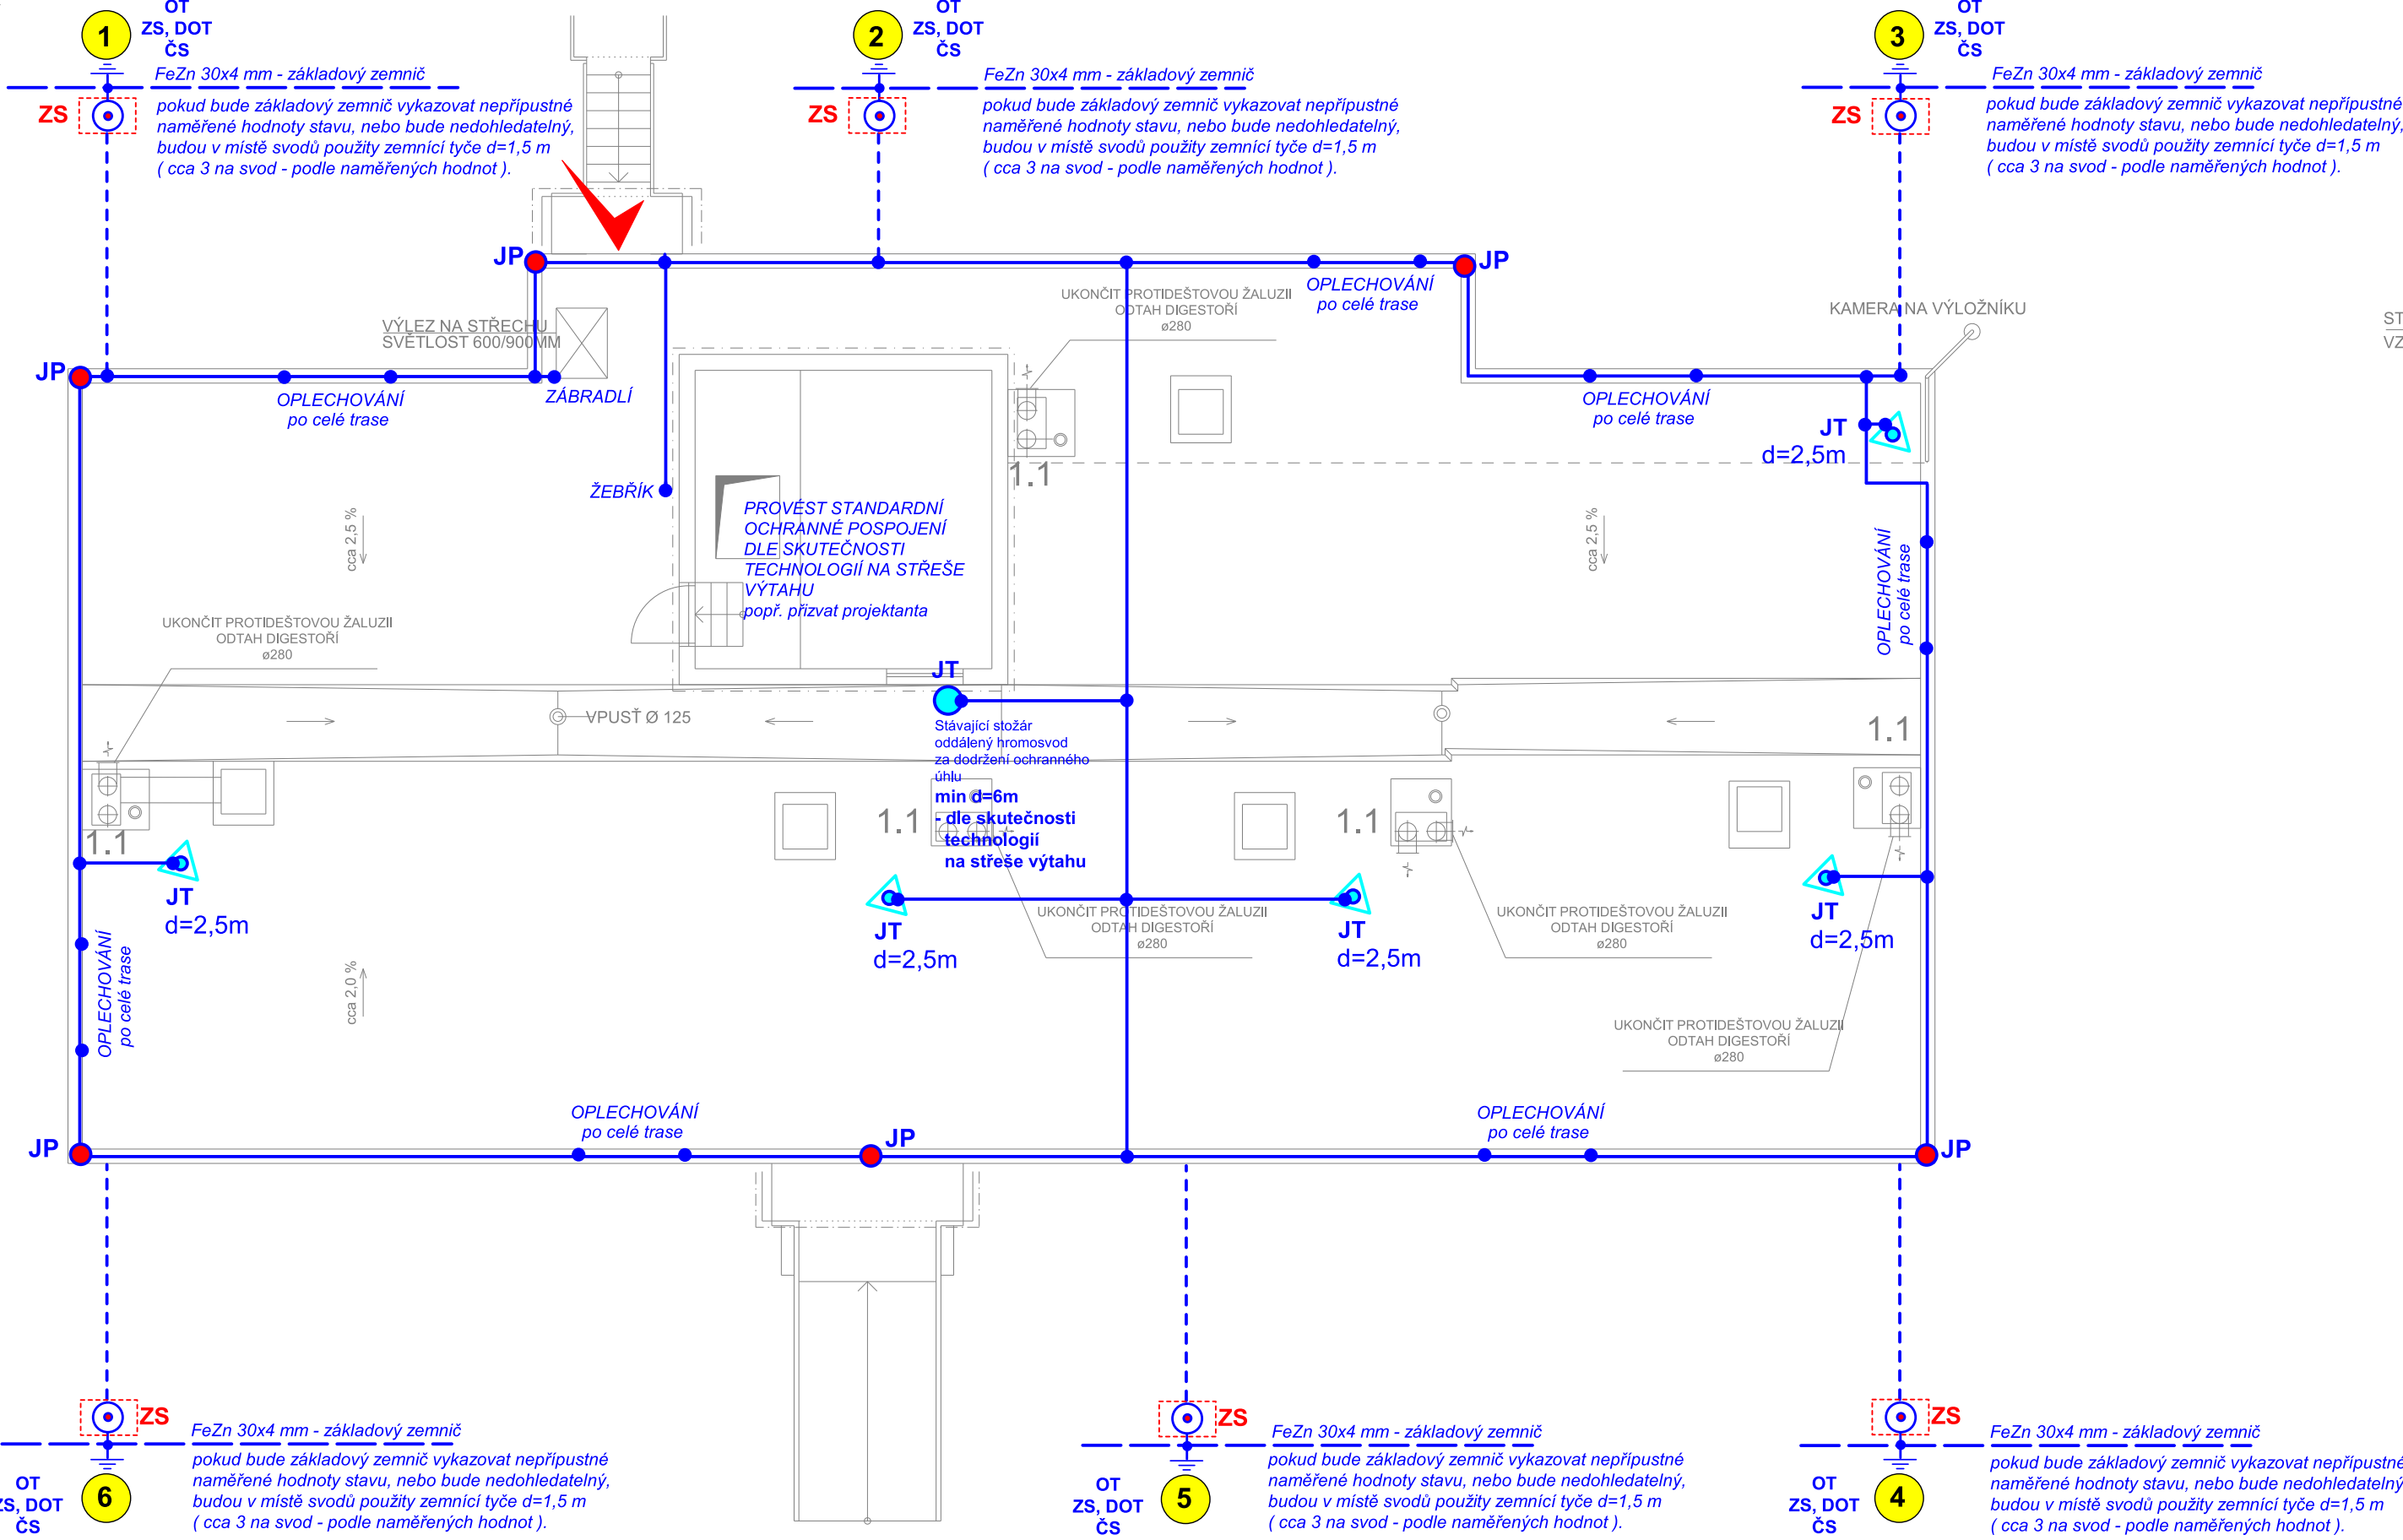 1
OT
ZS, DOT
ČS
FeZn 30x4 mm - základový zemnič
ZS
pokud bude základový zemnič vykazovat nepřípustné
naměřené hodnoty stavu, nebo bude nedohledatelný,
budou v místě svodů použity zemnící tyče d=1,5 m
( cca 3 na svod - podle naměřených hodnot ).
2
OT
ZS, DOT
ČS
FeZn 30x4 mm - základový zemnič
ZS
pokud bude základový zemnič vykazovat nepřípustné
naměřené hodnoty stavu, nebo bude nedohledatelný,
budou v místě svodů použity zemnící tyče d=1,5 m
( cca 3 na svod - podle naměřených hodnot ).
3
OT
ZS, DOT
ČS
FeZn 30x4 mm - základový zemnič
ZS
pokud bude základový zemnič vykazovat nepřípustné
naměřené hodnoty stavu, nebo bude nedohledatelný,
budou v místě svodů použity zemnící tyče d=1,5 m
( cca 3 na svod - podle naměřených hodnot ).
JP
JP
OPLECHOVÁNÍ
po celé trase
UKONČIT PROTIDEŠTOVOU ŽALUZII
ODTAH DIGESTOŘÍ
ø280
KAMERA NA VÝLOŽNÍKU
ST
VZ
VÝLEZ NA STŘECHU
SVĚTLOST 600/900MM
JP
OPLECHOVÁNÍ
po celé trase
ZÁBRADLÍ
OPLECHOVÁNÍ
po celé trase
JT
d=2,5m
1.1
ŽEBŘÍK
PROVÉST STANDARDNÍ
OCHRANNÉ POSPOJENÍ
DLE SKUTEČNOSTI
TECHNOLOGIÍ NA STŘEŠE
VÝTAHU
popř. přizvat projektanta
cca 2,5 %
cca 2,5 %
OPLECHOVÁNÍ
po celé trase
UKONČIT PROTIDEŠTOVOU ŽALUZII
ODTAH DIGESTOŘÍ
ø280
JT
VPUSŤ Ø 125
Stávající stožár
oddálený hromosvod
za dodržení ochranného
úhlu
min d=6m
- dle skutečnosti
technologií
na střeše výtahu
1.1
1.1
1.1
1.1
JT
d=2,5m
JT
d=2,5m
UKONČIT PROTIDEŠTOVOU ŽALUZII
ODTAH DIGESTOŘÍ
ø280
JT
d=2,5m
UKONČIT PROTIDEŠTOVOU ŽALUZII
ODTAH DIGESTOŘÍ
ø280
JT
d=2,5m
OPLECHOVÁNÍ
po celé trase
cca 2,0 %
UKONČIT PROTIDEŠTOVOU ŽALUZII
ODTAH DIGESTOŘÍ
ø280
JP
OPLECHOVÁNÍ
po celé trase
JP
OPLECHOVÁNÍ
po celé trase
JP
ZS
FeZn 30x4 mm - základový zemnič
pokud bude základový zemnič vykazovat nepřípustné
naměřené hodnoty stavu, nebo bude nedohledatelný,
budou v místě svodů použity zemnící tyče d=1,5 m
( cca 3 na svod - podle naměřených hodnot ).
OT
ZS, DOT
ČS
6
ZS
FeZn 30x4 mm - základový zemnič
pokud bude základový zemnič vykazovat nepřípustné
naměřené hodnoty stavu, nebo bude nedohledatelný,
budou v místě svodů použity zemnící tyče d=1,5 m
( cca 3 na svod - podle naměřených hodnot ).
OT
ZS, DOT
ČS
5
ZS
FeZn 30x4 mm - základový zemnič
pokud bude základový zemnič vykazovat nepřípustné
naměřené hodnoty stavu, nebo bude nedohledatelný
budou v místě svodů použity zemnící tyče d=1,5 m
( cca 3 na svod - podle naměřených hodnot ).
OT
ZS, DOT
ČS
4